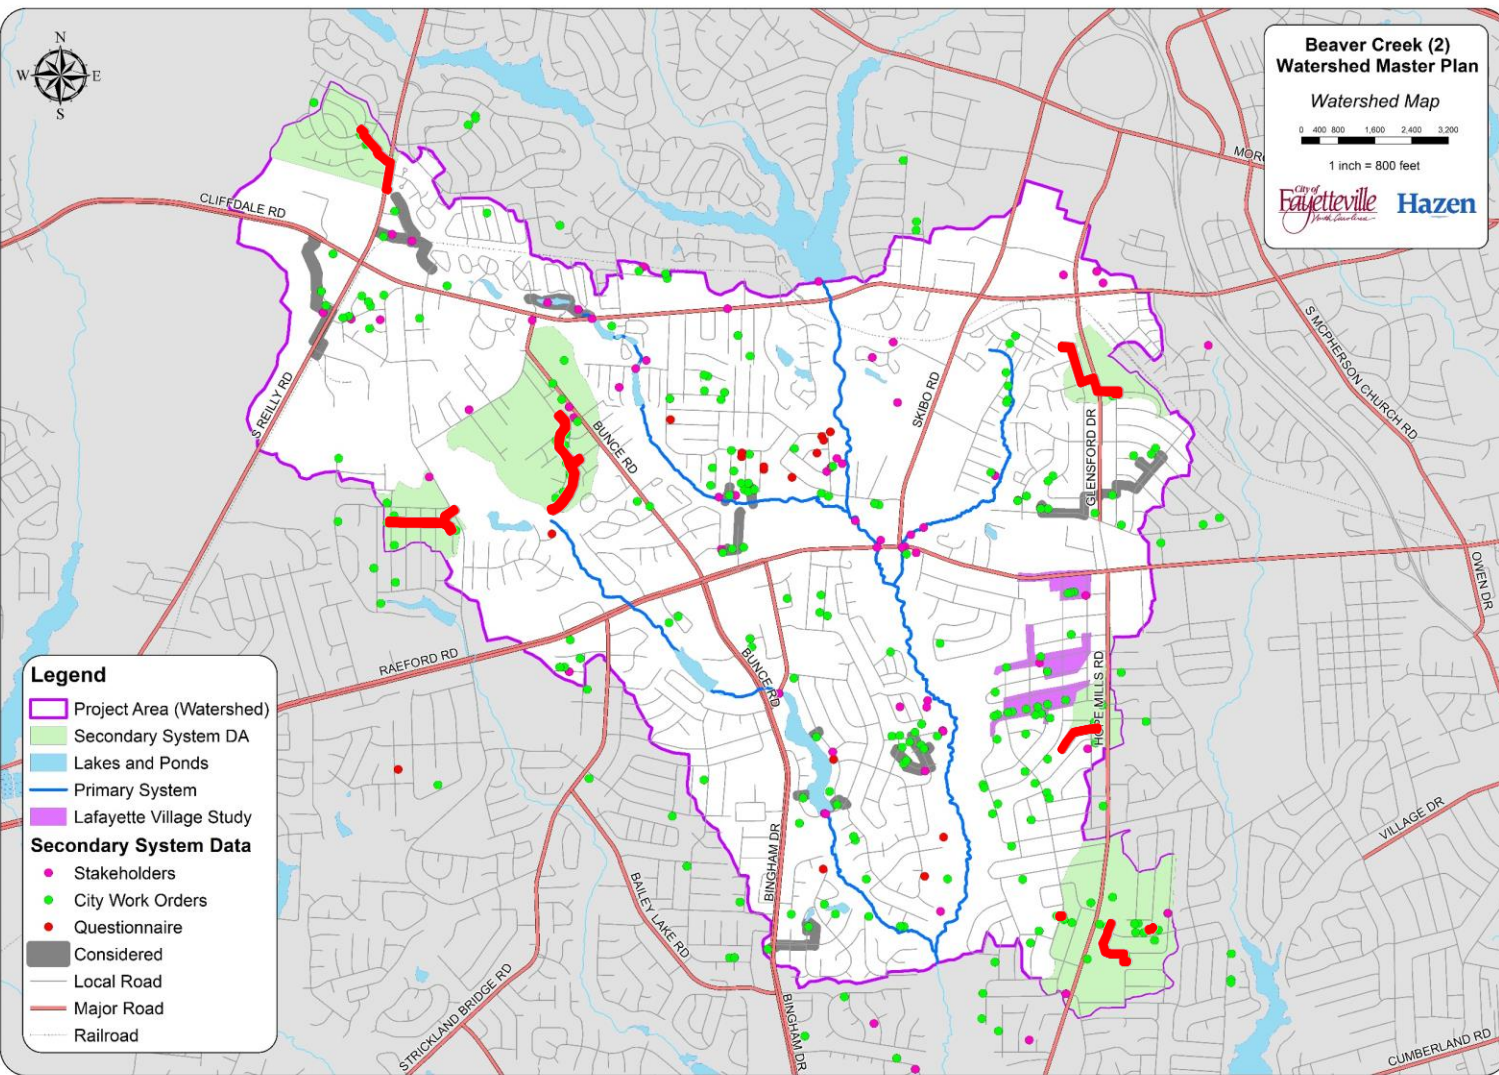 N
W E
S
Beaver Creek (2)
Watershed Master Plan
Watershed Map
0 400 800 1,600 2,400 3,200
1 inch = 800 feet
City of
Fayetteville
North Carolina
Hazen
CLIFFDALE RD
S REILLY RD
BUNCE RD
SKIBO RD
GLENSFORD DR
S MCPHERSON CHURCH RD
OWEN DR
RAEFORD RD
BUNCE RD
HOPE MILLS RD
VILLAGE DR
BINGHAM DR
BAILEY LAKE RD
STRICKLAND BRIDGE RD
BINGHAM DR
CUMBERLAND RD
Legend
Project Area (Watershed)
Secondary System DA
Lakes and Ponds
Primary System
Lafayette Village Study
Secondary System Data
Stakeholders
City Work Orders
Questionnaire
Considered
Local Road
Major Road
Railroad